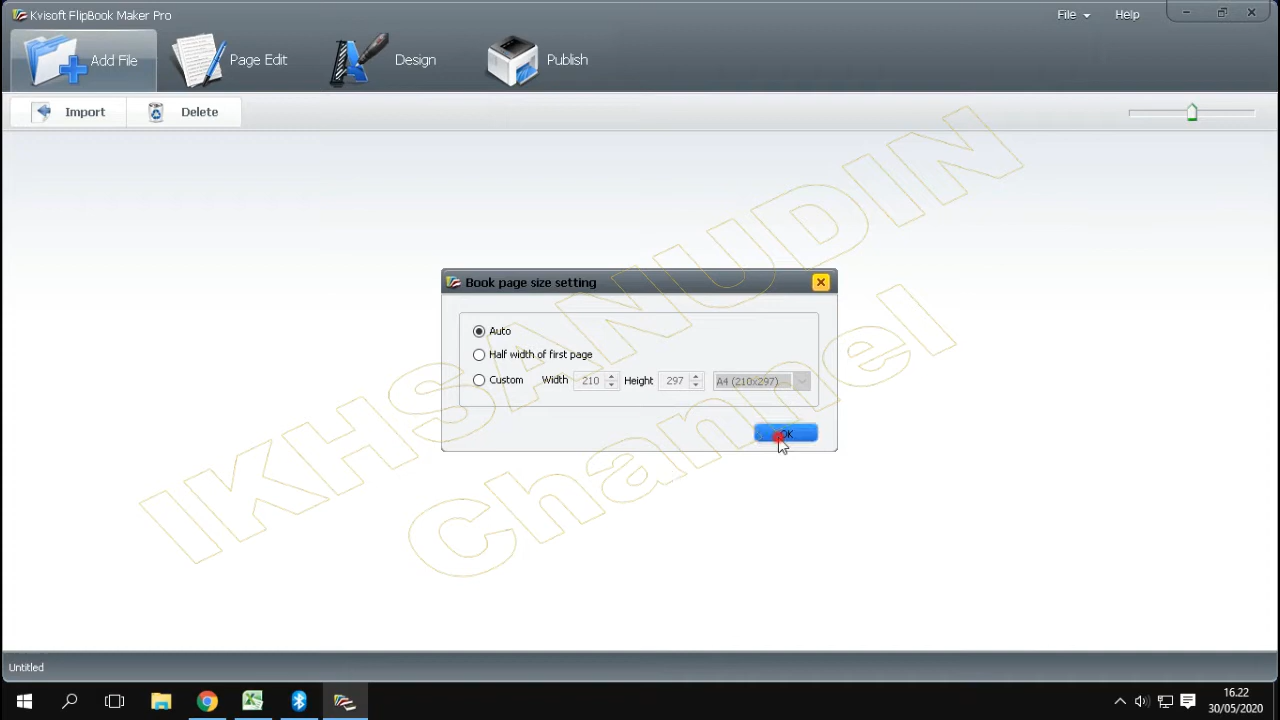 Kvisoft FlipBook Maker Pro
File
Help
Add File
Page Edit
Design
Publish
Import
Delete
IKHSANUDIN
Channel
Book page size setting
Auto
Half width of first page
Custom Width 210 Height 297 A4 (210x297)
OK
Untitled
16.22
30/05/2020